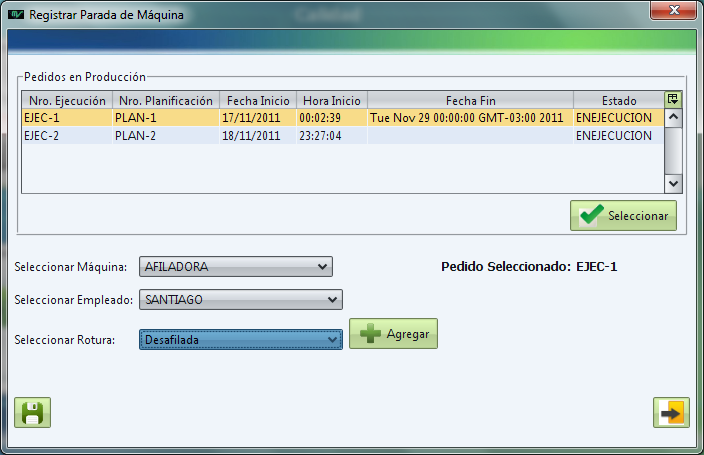 Registrar Parada de Máquina
Pedidos en Producción
Nro. Ejecución Nro. Planificación Fecha Inicio Hora Inicio Fecha Fin Estado
EJEC-1 PLAN-1 17/11/2011 00:02:39 Tue Nov 29 00:00:00 GMT-03:00 2011 ENEJECUCION
EJEC-2 PLAN-2 18/11/2011 23:27:04 ENEJECUCION
Seleccionar
Seleccionar Máquina: AFILADORA Pedido Seleccionado: EJEC-1
Seleccionar Empleado: SANTIAGO
Seleccionar Rotura: Desafilada Agregar